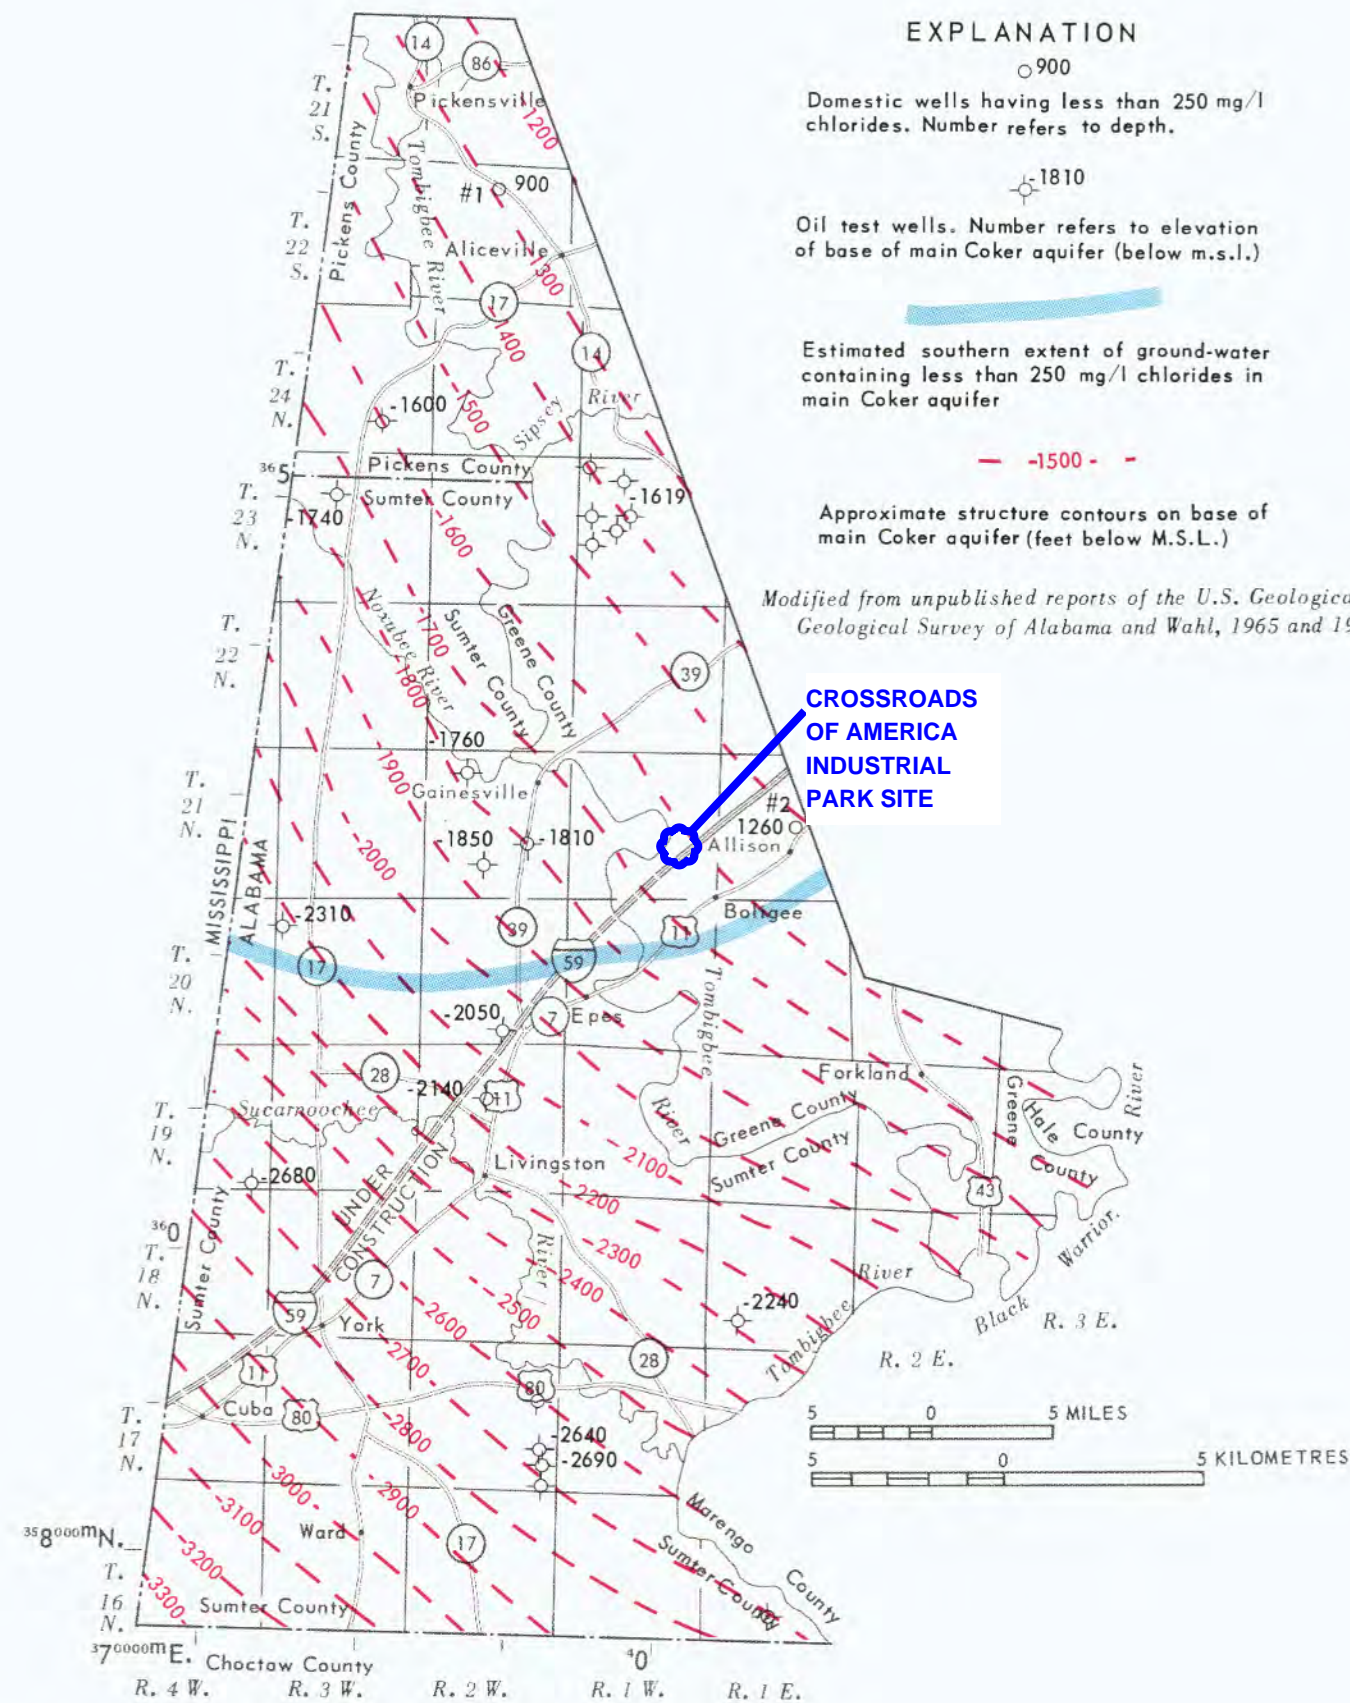 EXPLANATION
900
Domestic wells having less than 250 mg/l
chlorides. Number refers to depth.
-1810
Oil test wells. Number refers to elevation
of base of main Coker aquifer (below m.s.l.)
Estimated southern extent of ground-water
containing less than 250 mg/l chlorides in
main Coker aquifer
-1500 -
Approximate structure contours on base of
main Coker aquifer (feet below M.S.L.)
Modified from unpublished reports of the U.S. Geologica
Geological Survey of Alabama and Wahl, 1965 and 19
CROSSROADS
OF AMERICA
INDUSTRIAL
PARK SITE
14
86
T.
21
S.
Pickensville
-1200
Pickens County
Tombigbee River
#1
900
T.
22
S.
Aliceville
-1300
17
-1400
14
T.
24
N.
-1600
-1500
Sipsey
River
365
Pickens County
Sumter County
T.
23
N.
-1740
-1619
-1600
Noxubee River
-1700
Sumter County
Greene County
T.
22
N.
-1800
39
-1760
-1900
Gainesville
T.
21
N.
#2
1260
Allison
-1850
-1810
-2000
MISSISSIPPI
ALABAMA
-2310
Boligee
39
11
T.
20
N.
17
59
Tombigbee
River
-2050
7
Epes
28
-2140
11
Forkland
Greene
Hale
County
County
River
Sucarnoochee
T.
19
N.
Greene County
Sumter County
-2100
Livingston
-2680
UNDER
CONSTRUCTION
-2200
43
Sumter County
360
T.
18
N.
River
-2300
Warrior
River
7
-2400
-2500
-2240
Tombigbee
Black
R. 3 E.
59
York
-2600
-2700
R. 2 E.
28
11
80
Cuba
80
T.
17
N.
-2800
-2640
-2690
5 0 5 MILES
5 0 5 KILOMETRES
-3000-
-2900
-3100
Ward
17
Marengo
County
358000mN.
-3200
Sumter County
T.
16
N.
-3300
Sumter County
370000mE.
Choctaw County
40
R. 4 W. R. 3 W. R. 2 W. R. 1 W. R. 1 E.